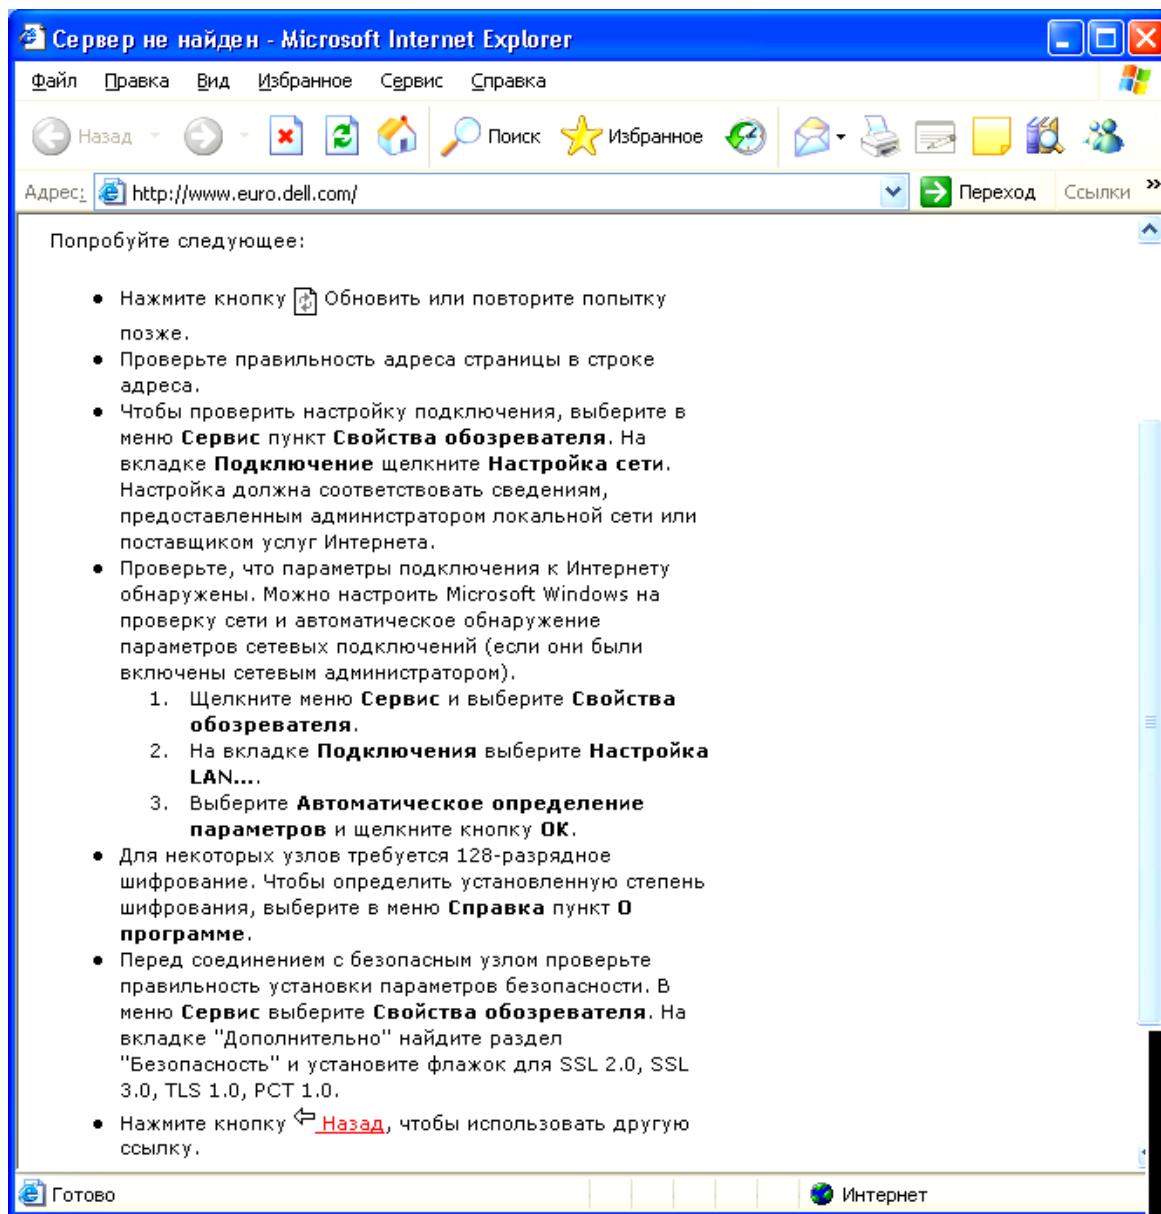 Сервер не найден - Microsoft Internet Explorer
Файл Правка Вид Избранное Сервис Справка
Назад Поиск Избранное
Адрес: http://www.euro.dell.com/ Переход Ссылки »
Попробуйте следующее:
● Нажмите кнопку Обновить или повторите попытку
позже.
● Проверьте правильность адреса страницы в строке
адреса.
● Чтобы проверить настройку подключения, выберите в
меню Сервис пункт Свойства обозревателя. На
вкладке Подключение щелкните Настройка сети.
Настройка должна соответствовать сведениям,
предоставленным администратором локальной сети или
поставщиком услуг Интернета.
● Проверьте, что параметры подключения к Интернету
обнаружены. Можно настроить Microsoft Windows на
проверку сети и автоматическое обнаружение
параметров сетевых подключений (если они были
включены сетевым администратором).
1. Щелкните меню Сервис и выберите Свойства
обозревателя.
2. На вкладке Подключения выберите Настройка
LAN....
3. Выберите Автоматическое определение
параметров и щелкните кнопку OK.
● Для некоторых узлов требуется 128-разрядное
шифрование. Чтобы определить установленную степень
шифрования, выберите в меню Справка пункт О
программе.
● Перед соединением с безопасным узлом проверьте
правильность установки параметров безопасности. В
меню Сервис выберите Свойства обозревателя. На
вкладке "Дополнительно" найдите раздел
"Безопасность" и установите флажок для SSL 2.0, SSL
3.0, TLS 1.0, PCT 1.0.
● Нажмите кнопку Назад, чтобы использовать другую
ссылку.
Готово Интернет